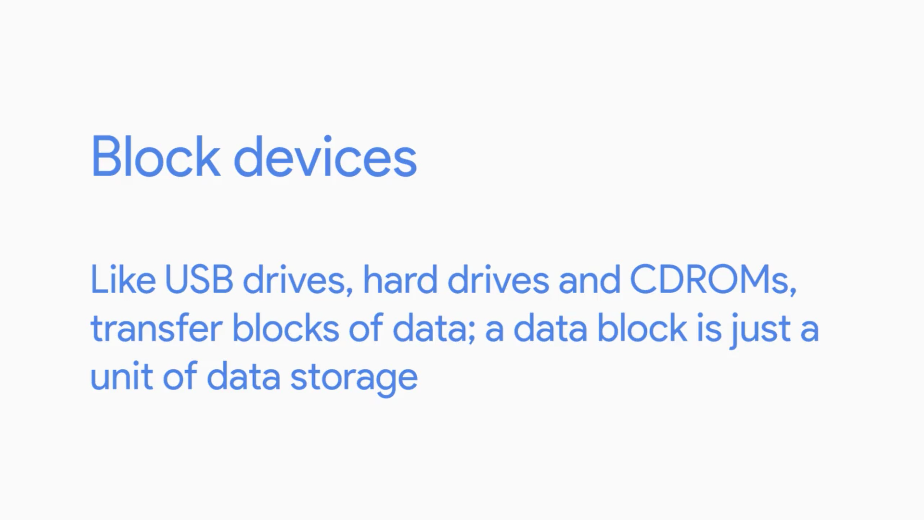 Block devices
Like USB drives, hard drives and CDROMs,
transfer blocks of data; a data block is just a
unit of data storage